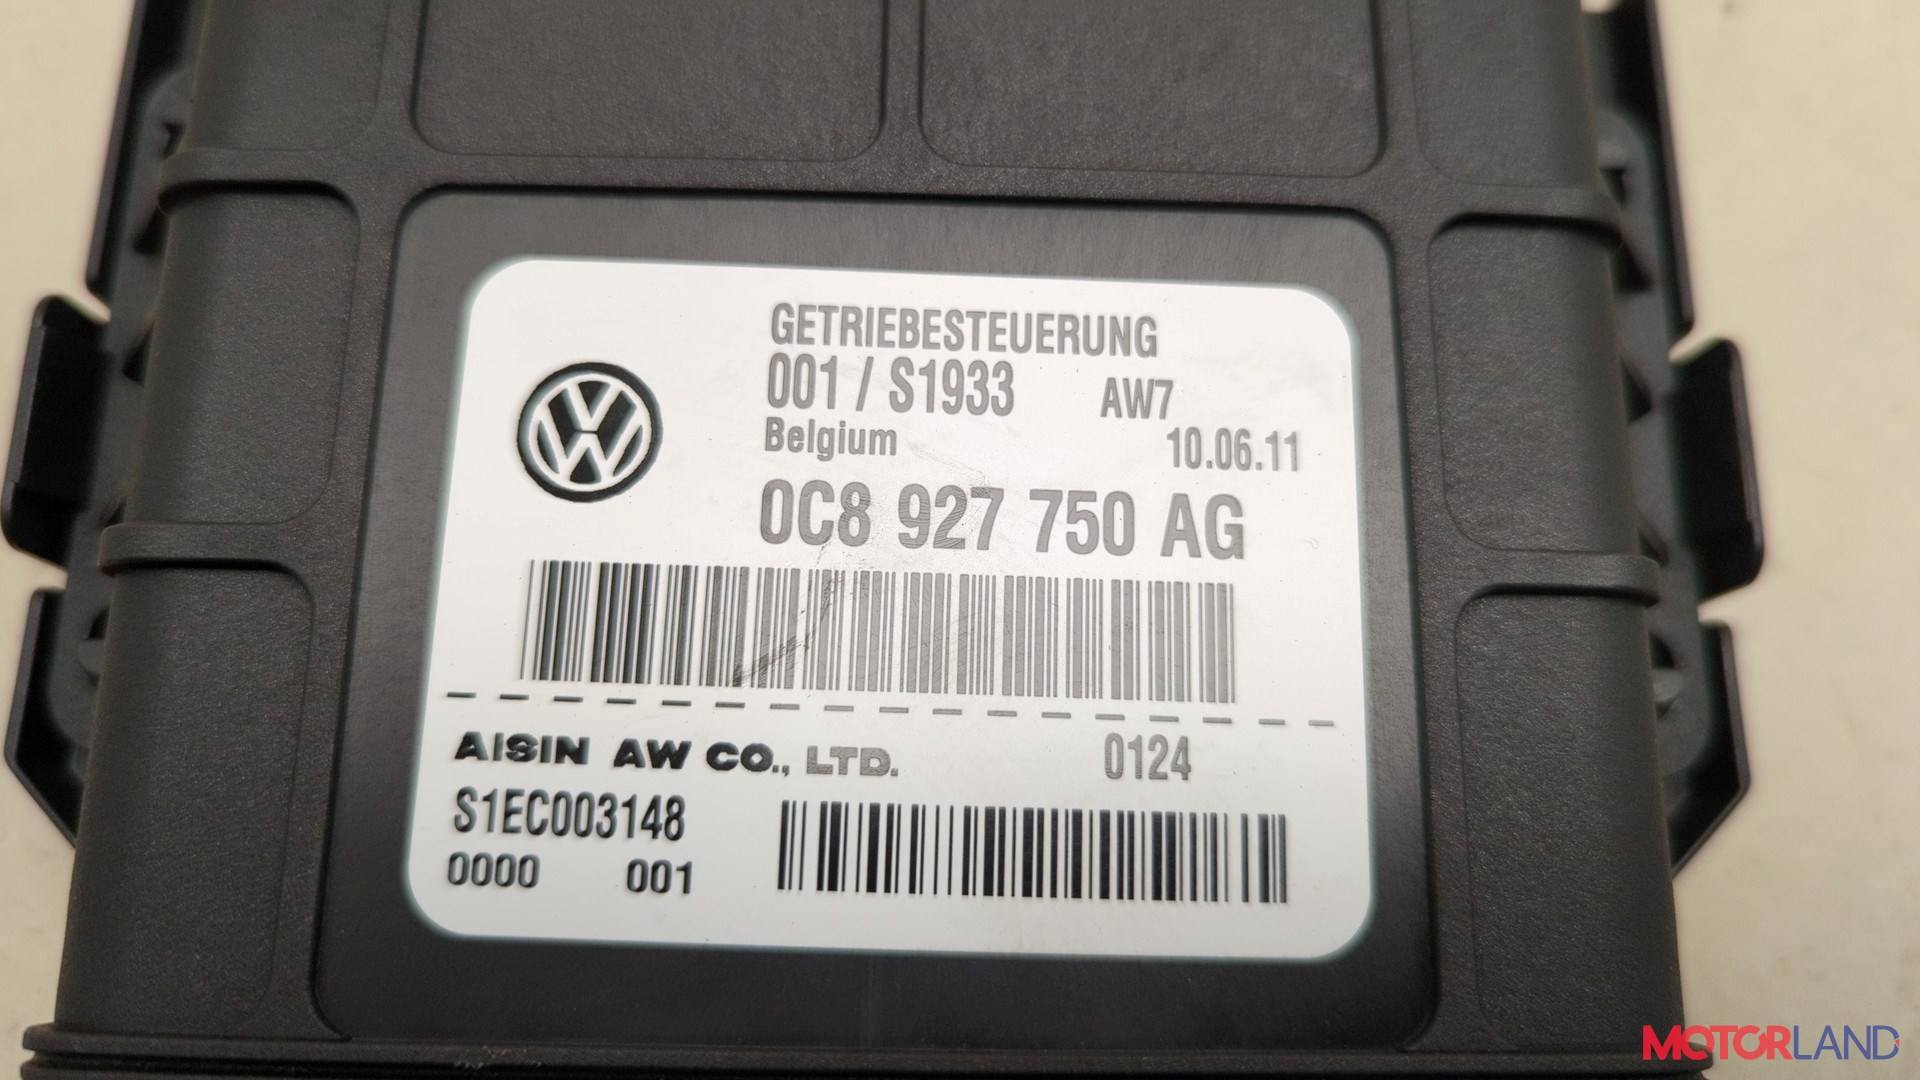 GETRIEBESTEUERUNG
001 / S1933 AW7
Belgium 10.06.11
0C8 927 750 AG
AISIN AW CO., LTD. 0124
S1EC003148
0000 001
MOTORLAND